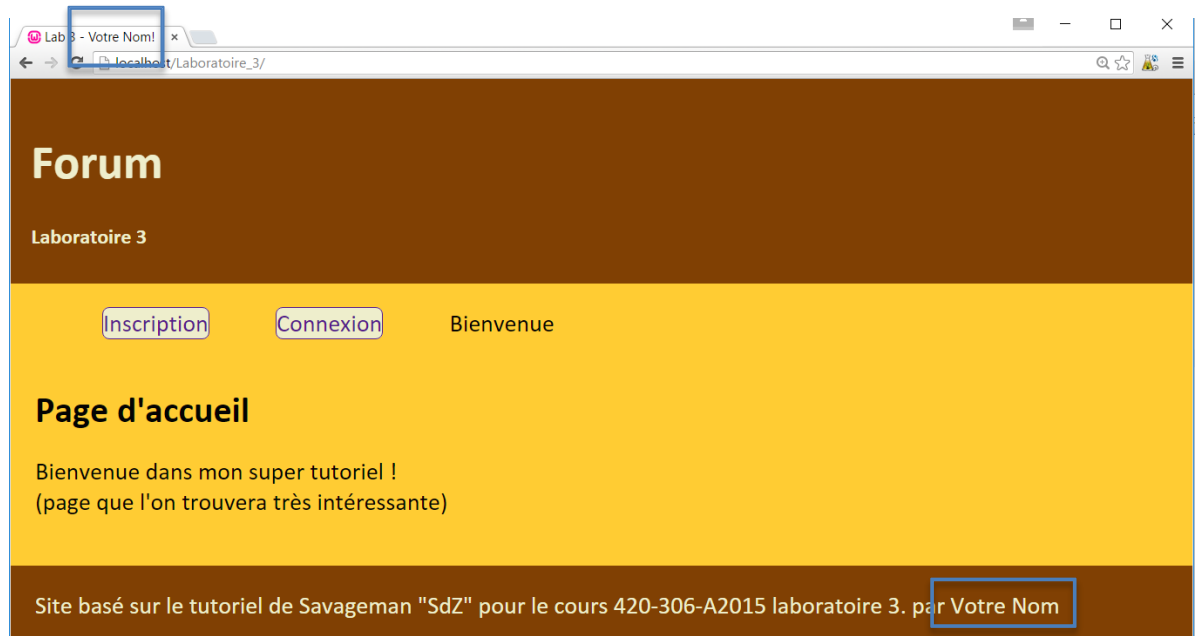 Lab 3 - Votre Nom!
localhost/Laboratoire_3/
Forum
Laboratoire 3
Inscription Connexion Bienvenue
Page d'accueil
Bienvenue dans mon super tutoriel !
(page que l'on trouvera très intéressante)
Site basé sur le tutoriel de Savageman "SdZ" pour le cours 420-306-A2015 laboratoire 3. par Votre Nom